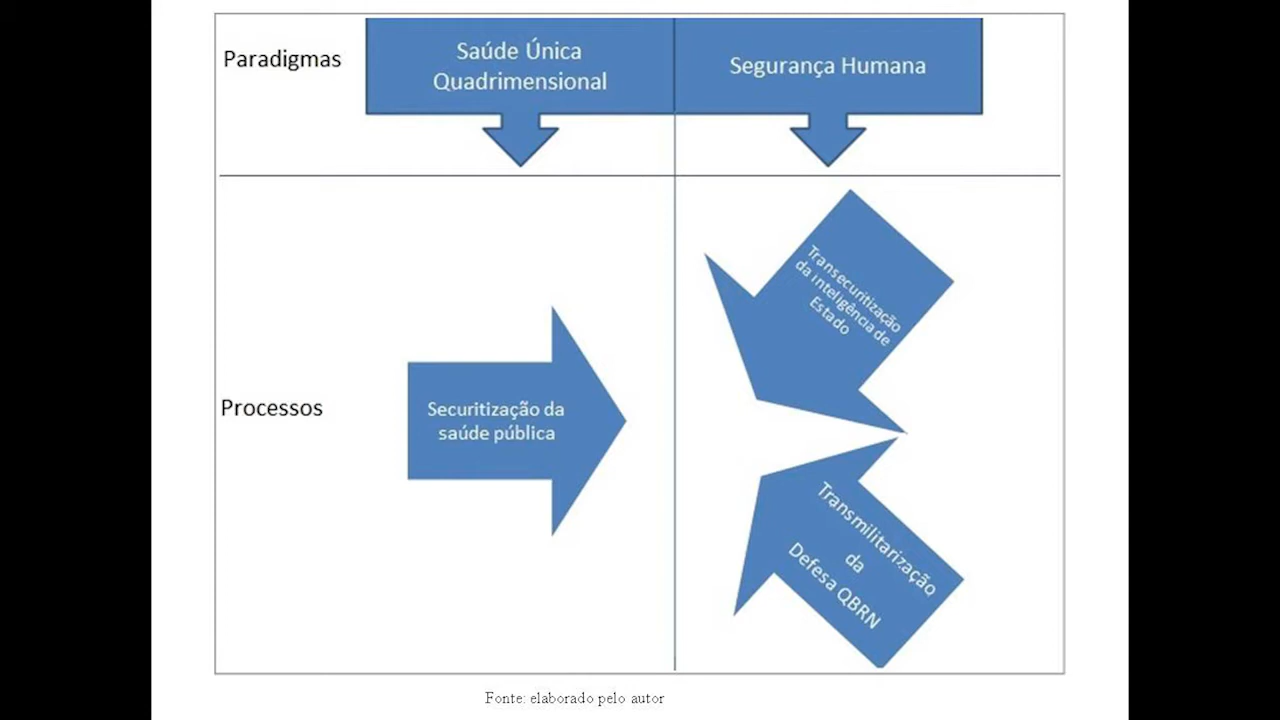 Paradigmas
Saúde Única
Quadrimensional
Segurança Humana
Processos
Securitização da
saúde pública
Transecuritização
da inteligência de
Estado
Transmilitarização
da
Defesa QBRN
Fonte: elaborado pelo autor